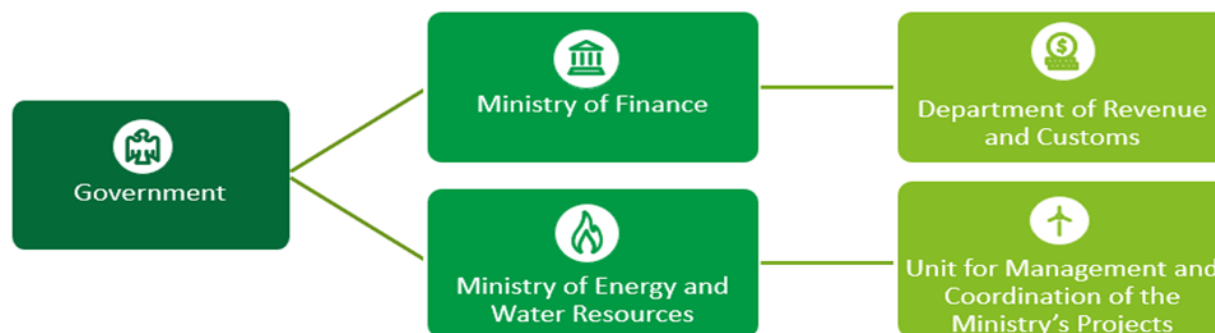 Government
Ministry of Finance
Department of Revenue
and Customs
Ministry of Energy and
Water Resources
Unit for Management and
Coordination of the
Ministry's Projects